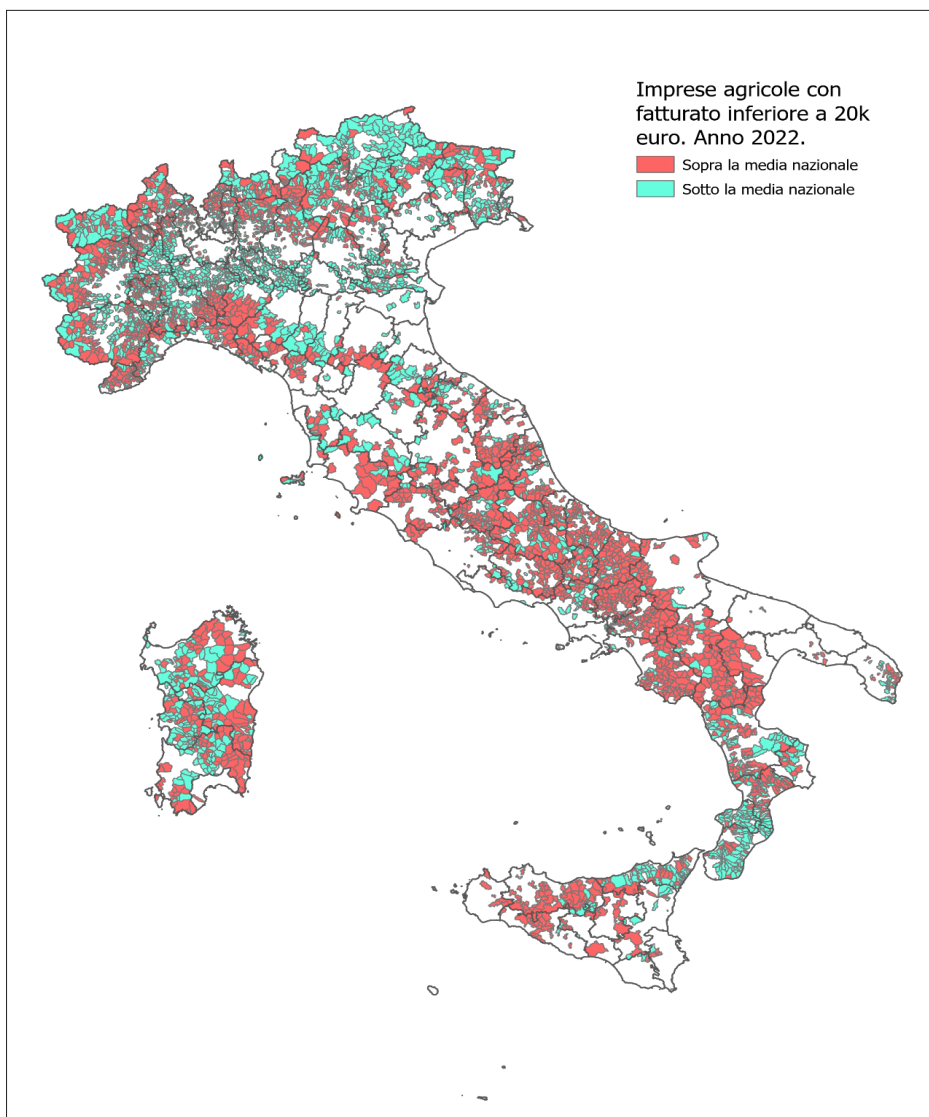 Imprese agricole con
fatturato inferiore a 20k
euro. Anno 2022.
Sopra la media nazionale
Sotto la media nazionale